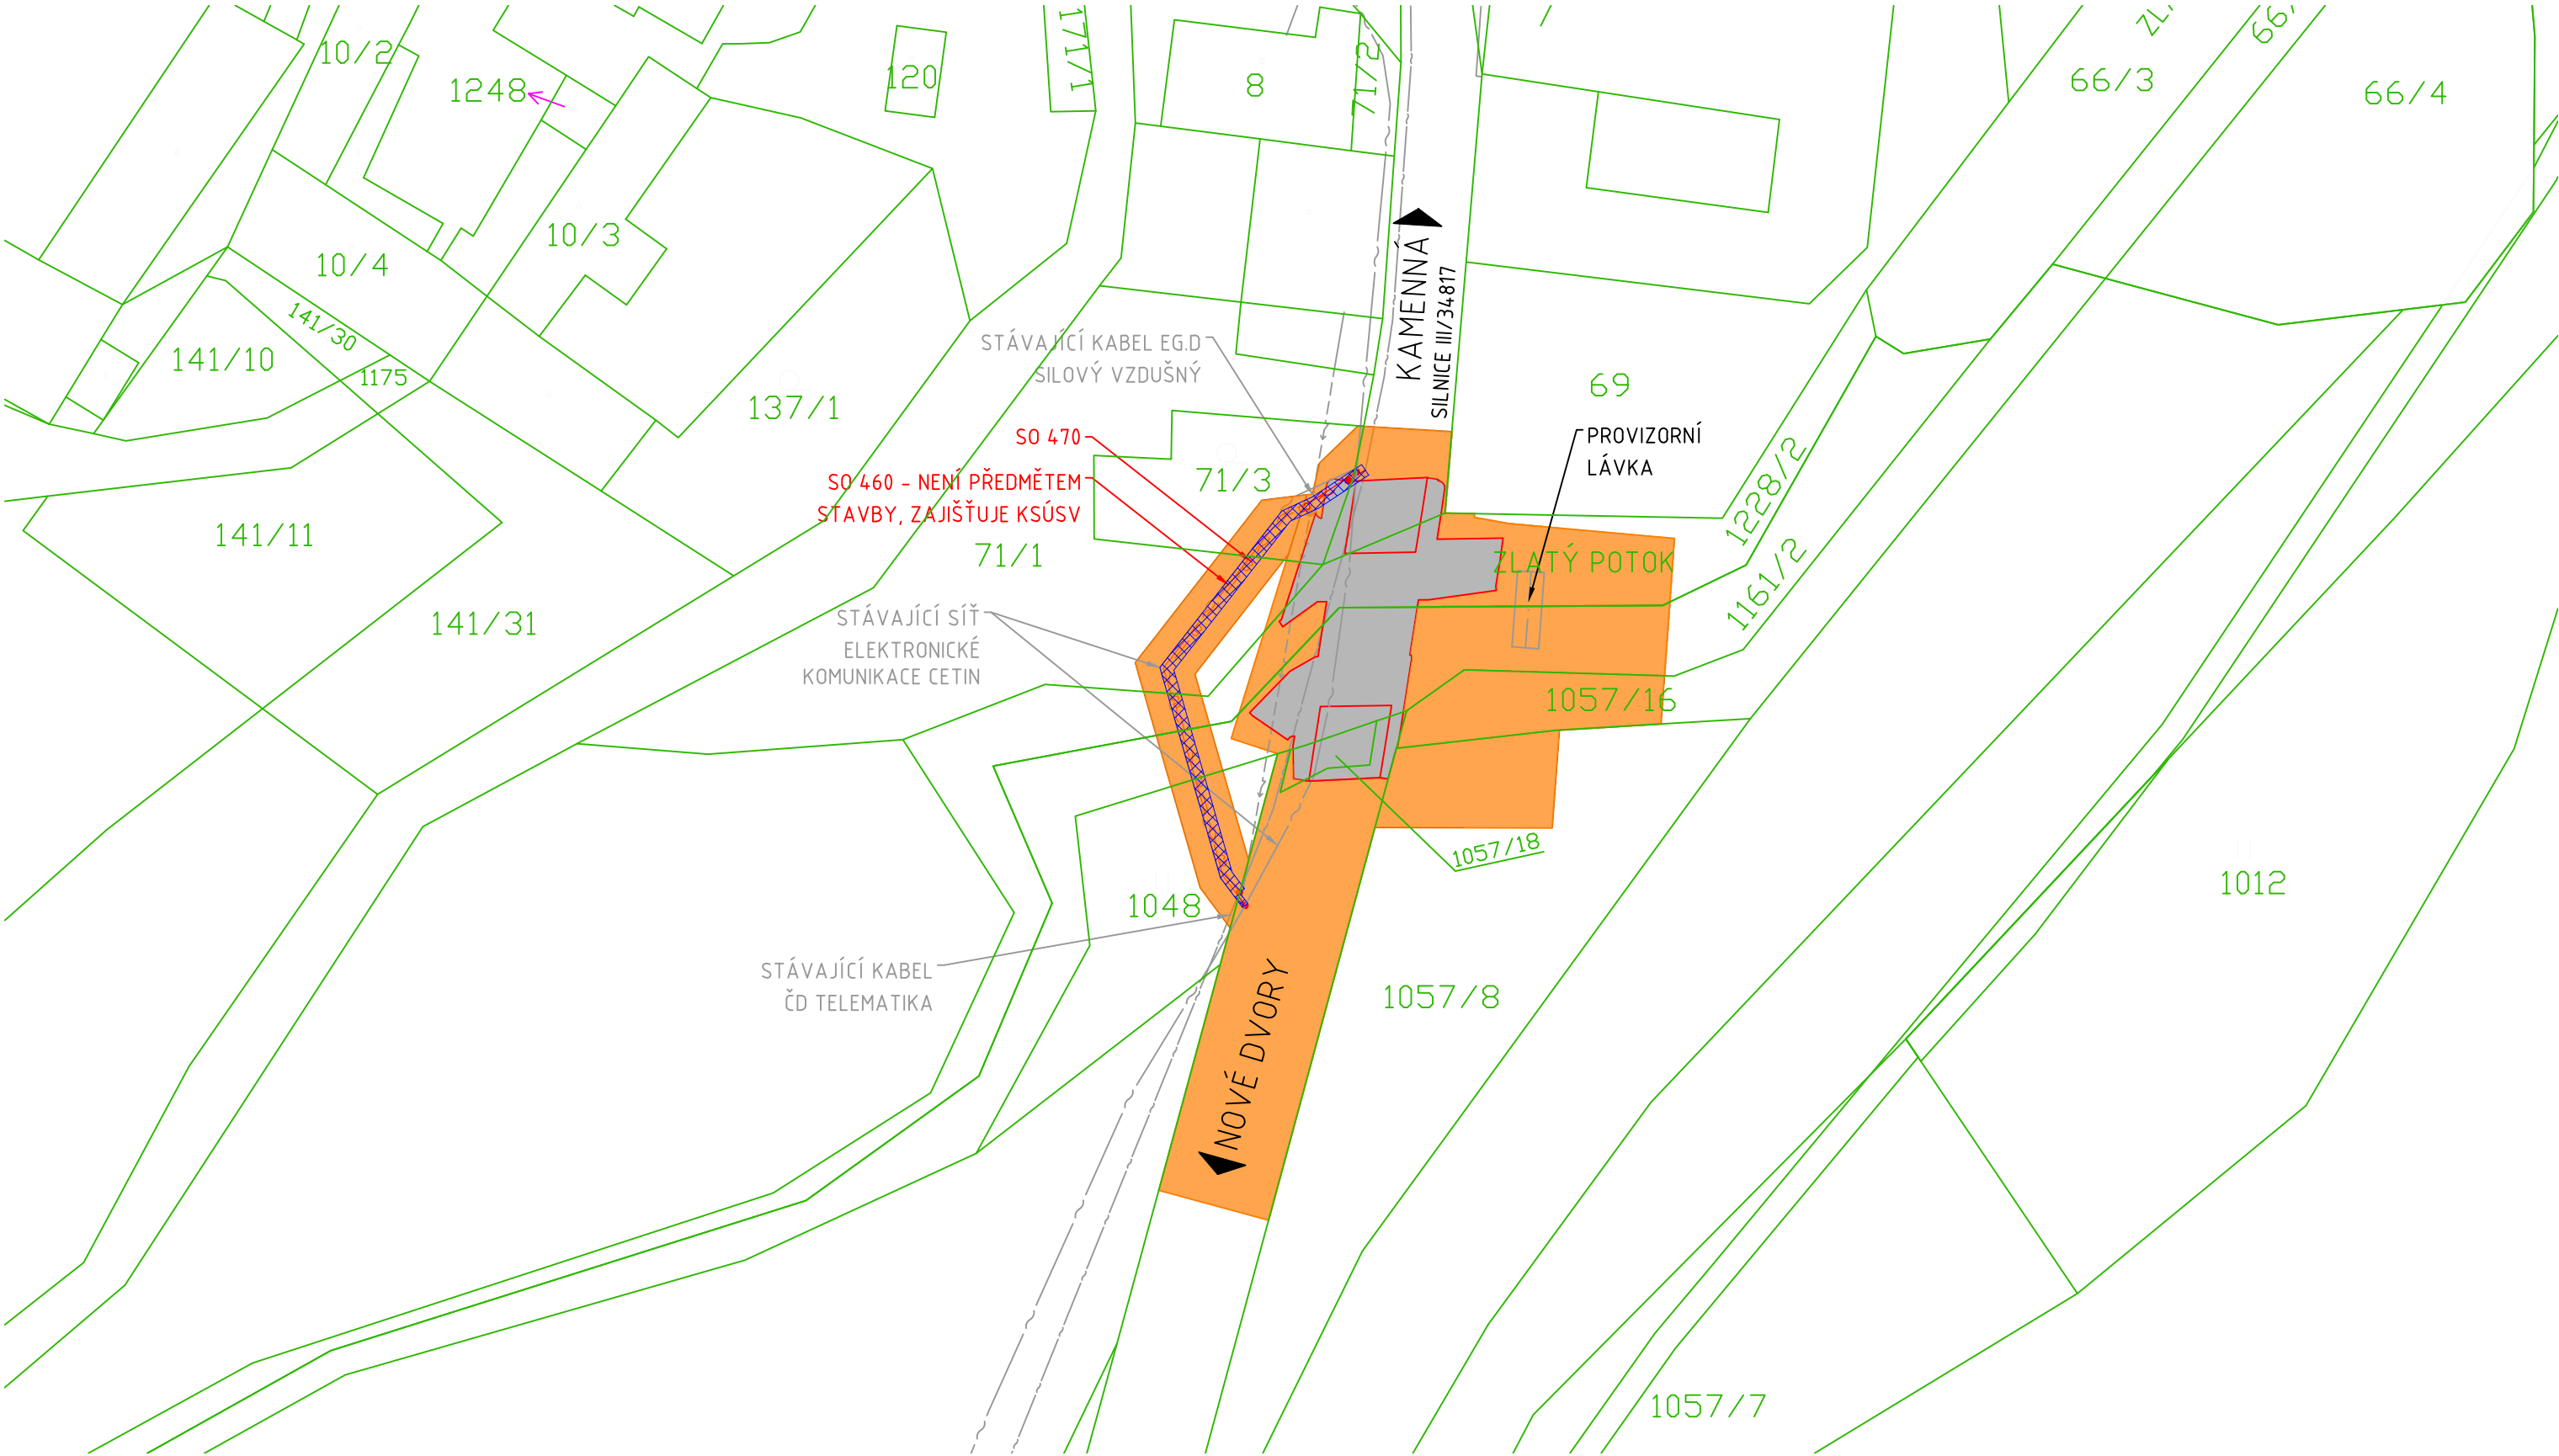 10/2
1248
120
171/1
8
71/2
66/3
66/4
10/3
10/4
141/30
141/10
1175
137/1
KAMENNÁ
SILNICE III/34817
STÁVAJÍCÍ KABEL EG.D
SILOVÝ VZDUŠNÝ
69
SO 470
PROVIZORNÍ
LÁVKA
71/3
SO 460 - NENÍ PŘEDMĚTEM
STAVBY, ZAJIŠŤUJE KSÚSV
1228/2
141/11
71/1
ZLATÝ POTOK
1161/2
141/31
STÁVAJÍCÍ SÍŤ
ELEKTRONICKÉ
KOMUNIKACE CETIN
1057/16
1057/18
1012
1048
STÁVAJÍCÍ KABEL
ČD TELEMATIKA
1057/8
NOVÉ DVORY
1057/7